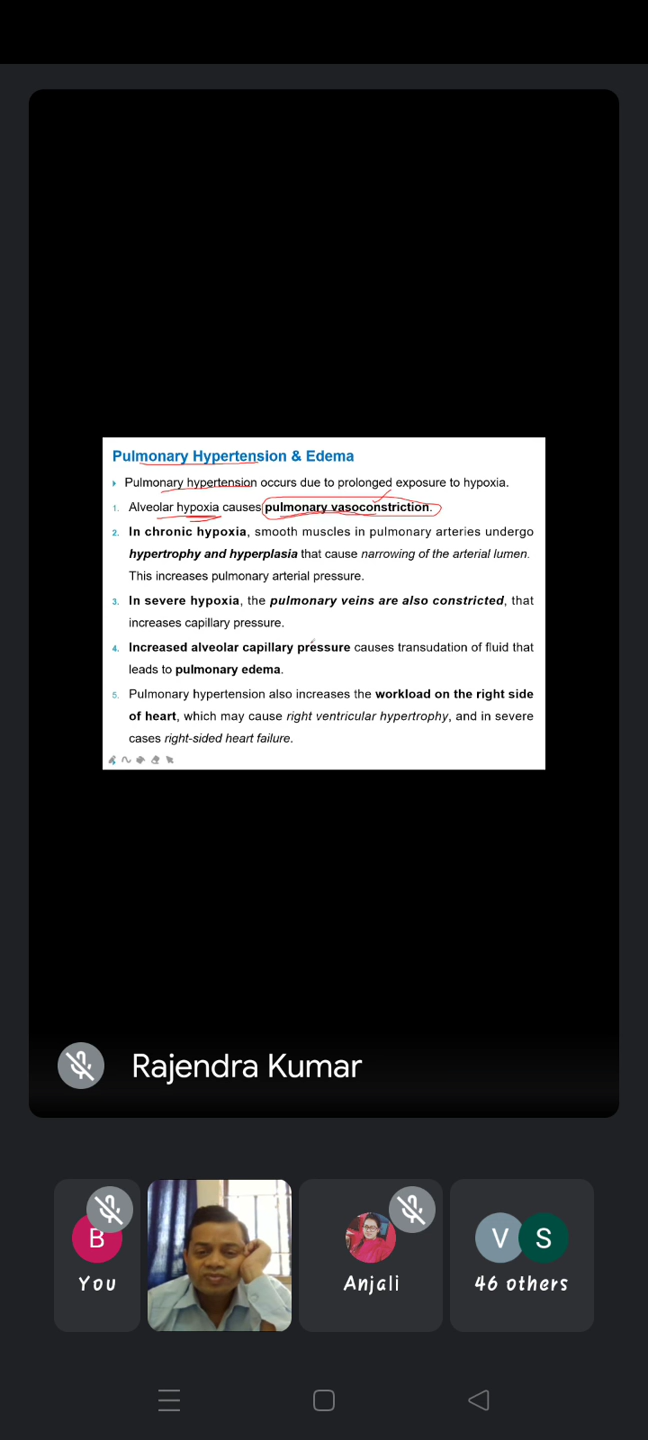 Pulmonary Hypertension & Edema
Pulmonary hypertension occurs due to prolonged exposure to hypoxia.
1. Alveolar hypoxia causes pulmonary vasoconstriction.
2. In chronic hypoxia, smooth muscles in pulmonary arteries undergo
hypertrophy and hyperplasia that cause narrowing of the arterial lumen.
This increases pulmonary arterial pressure.
3. In severe hypoxia, the pulmonary veins are also constricted, that
increases capillary pressure.
4. Increased alveolar capillary pressure causes transudation of fluid that
leads to pulmonary edema.
5. Pulmonary hypertension also increases the workload on the right side
of heart, which may cause right ventricular hypertrophy, and in severe
cases right-sided heart failure.
Rajendra Kumar
B
V S
You
Anjali
46 others